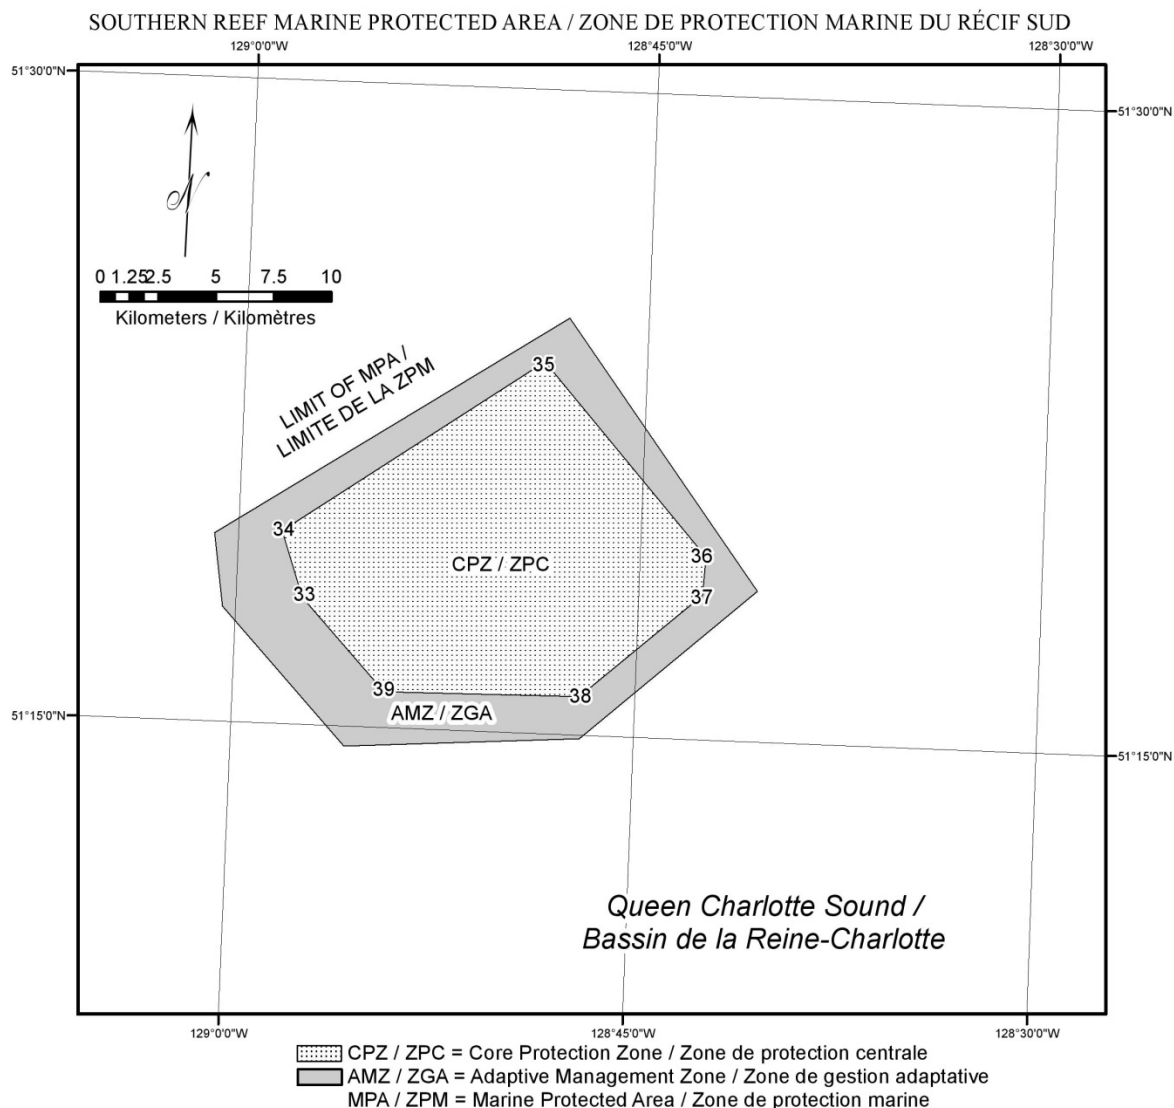 SOUTHERN REEF MARINE PROTECTED AREA / ZONE DE PROTECTION MARINE DU RÉCIF SUD
129°0'0"W
128°45'0"W
128°30'0"W
51°30'0"N
51°30'0"N
N
0 1.25 2.5 5 7.5 10
Kilometers / Kilomètres
LIMIT OF MPA /
LIMITE DE LA ZPM
35
34
36
CPZ / ZPC
33
37
39
38
AMZ / ZGA
51°15'0"N
51°15'0"N
Queen Charlotte Sound /
Bassin de la Reine-Charlotte
129°0'0"W
128°45'0"W
128°30'0"W
CPZ / ZPC = Core Protection Zone / Zone de protection centrale
AMZ / ZGA = Adaptive Management Zone / Zone de gestion adaptative
MPA / ZPM = Marine Protected Area / Zone de protection marine